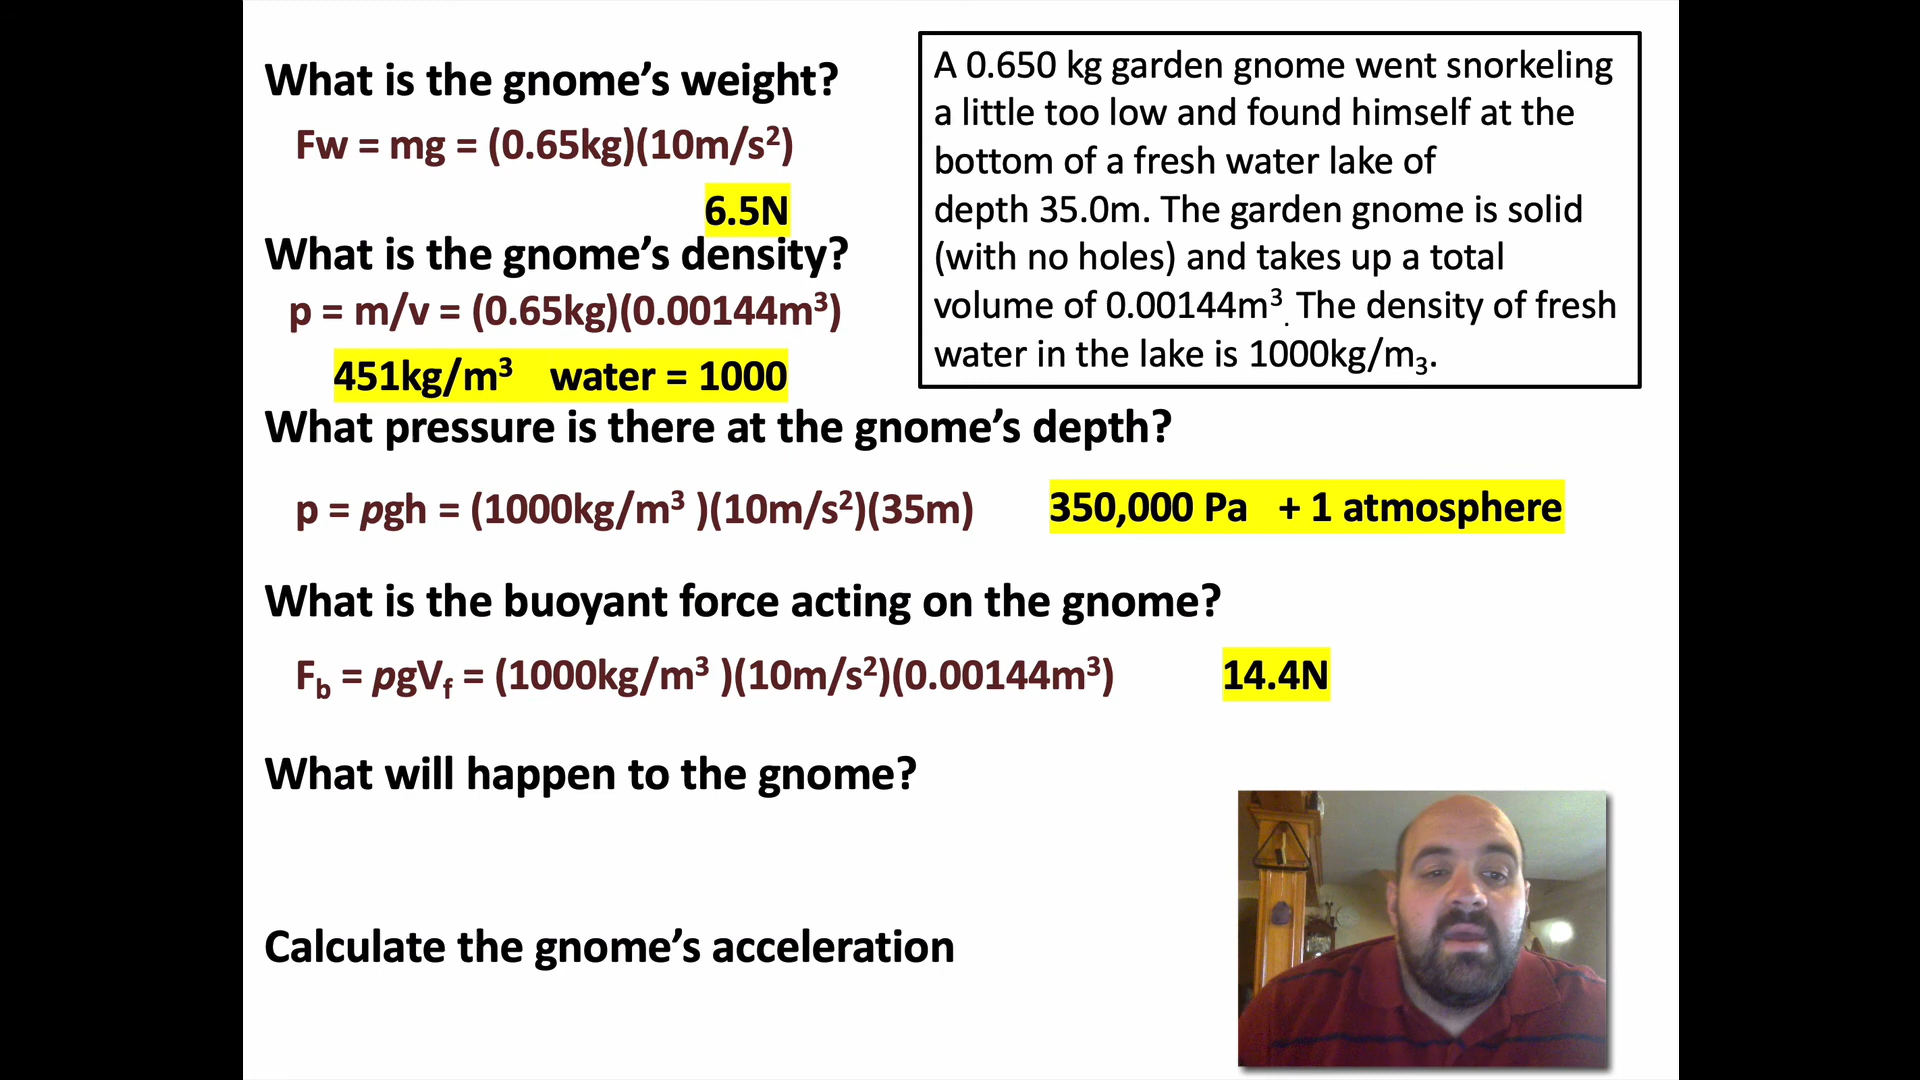 What is the gnome’s weight?
Fw = mg = (0.65kg)(10m/s²)
6.5N
What is the gnome’s density?
p = m/v = (0.65kg)(0.00144m³)
451kg/m³ water = 1000
A 0.650 kg garden gnome went snorkeling
a little too low and found himself at the
bottom of a fresh water lake of
depth 35.0m. The garden gnome is solid
(with no holes) and takes up a total
volume of 0.00144m³. The density of fresh
water in the lake is 1000kg/m₃.
What pressure is there at the gnome’s depth?
p = pgh = (1000kg/m³ )(10m/s²)(35m) 350,000 Pa + 1 atmosphere
What is the buoyant force acting on the gnome?
F_b = pgV_f = (1000kg/m³ )(10m/s²)(0.00144m³) 14.4N
What will happen to the gnome?
Calculate the gnome’s acceleration